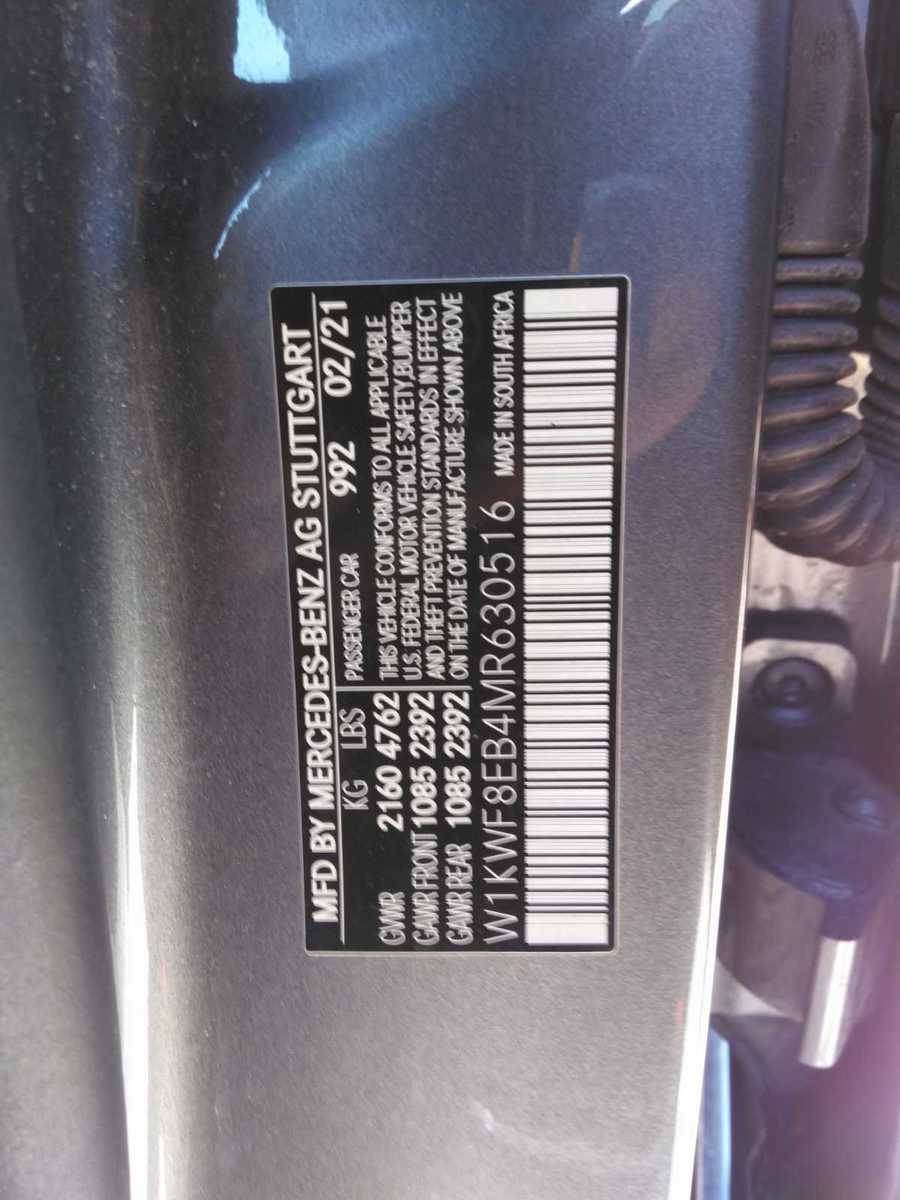 MFD BY MERCEDES-BENZ AG STUTTGART
KG LBS PASSENGER CAR 992 02/21
GVWR 2160 4762 THIS VEHICLE CONFORMS TO ALL APPLICABLE
GAWR FRONT 1085 2392 U.S. FEDERAL MOTOR VEHICLE SAFETY,BUMPER
AND THEFT PREVENTION STANDARDS IN EFFECT
GAWR REAR 1085 2392 ON THE DATE OF MANUFACTURE SHOWN ABOVE
W1KWF8EB4MR630516 MADE IN SOUTH AFRICA